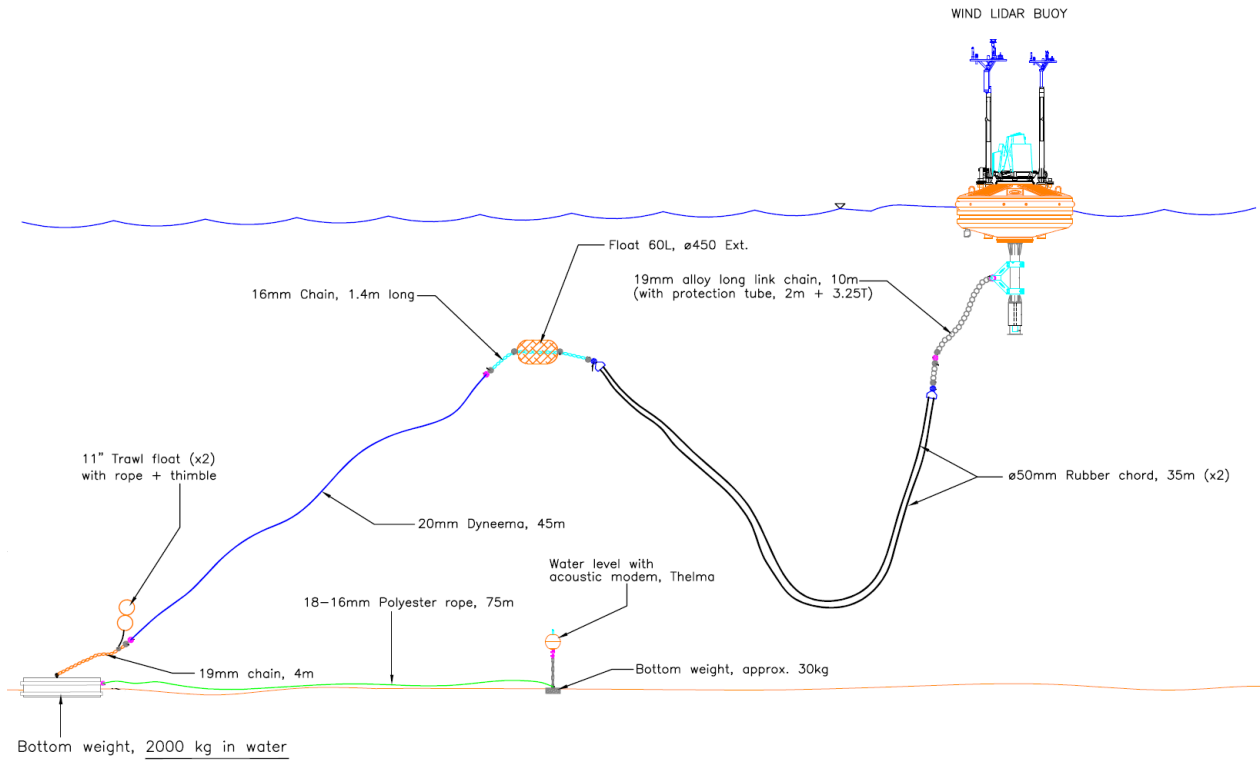 WIND LIDAR BUOY
Float 60L, ø450 Ext.
16mm Chain, 1.4m long
19mm alloy long link chain, 10m
(with protection tube, 2m + 3.25T)
11" Trawl float (x2)
with rope + thimble
ø50mm Rubber chord, 35m (x2)
20mm Dyneema, 45m
Water level with
acoustic modem, Thelma
18-16mm Polyester rope, 75m
19mm chain, 4m
Bottom weight, approx. 30kg
Bottom weight, 2000 kg in water